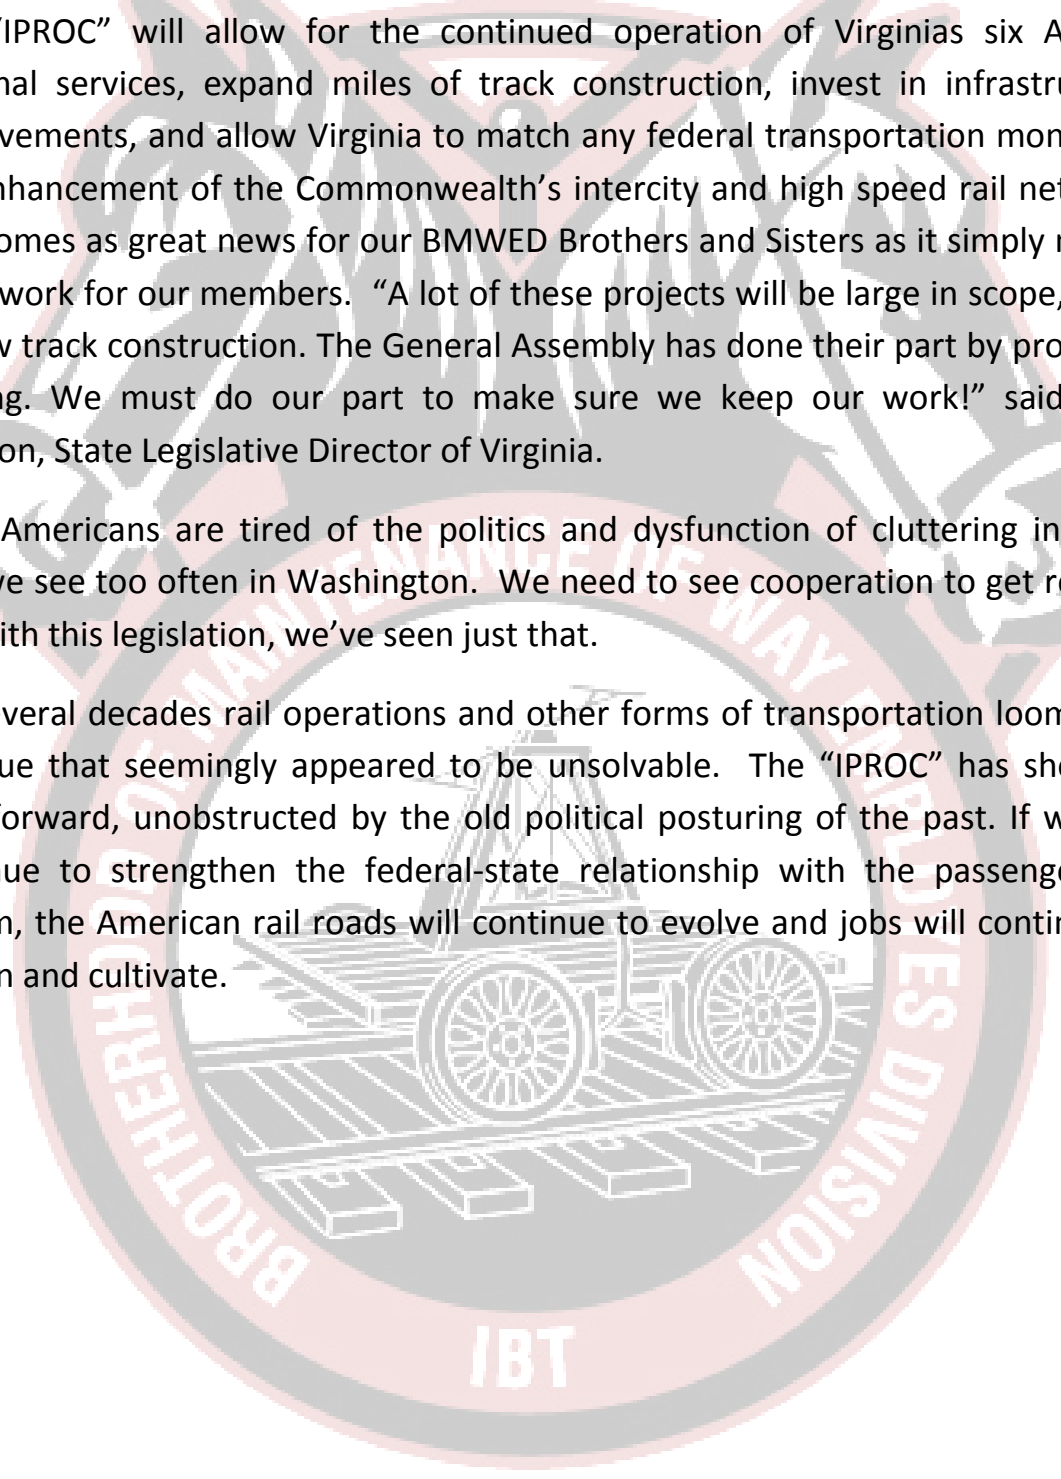 “IPROC” will allow for the continued operation of Virginias six A
nal services, expand miles of track construction, invest in infrastru
vements, and allow Virginia to match any federal transportation mon
nhancement of the Commonwealth’s intercity and high speed rail net
omes as great news for our BMWED Brothers and Sisters as it simply
work for our members. “A lot of these projects will be large in scope,
w track construction. The General Assembly has done their part by pro
ng. We must do our part to make sure we keep our work!” said
on, State Legislative Director of Virginia.
Americans are tired of the politics and dysfunction of cluttering in
ve see too often in Washington. We need to see cooperation to get re
ith this legislation, we’ve seen just that.
veral decades rail operations and other forms of transportation loom
ue that seemingly appeared to be unsolvable. The “IPROC” has sh
forward, unobstructed by the old political posturing of the past. If w
nue to strengthen the federal-state relationship with the passeng
m, the American rail roads will continue to evolve and jobs will contin
n and cultivate.
BROTHERHOOD OF MAINTENANCE OF WAY EMPLOYES DIVISION
IBT